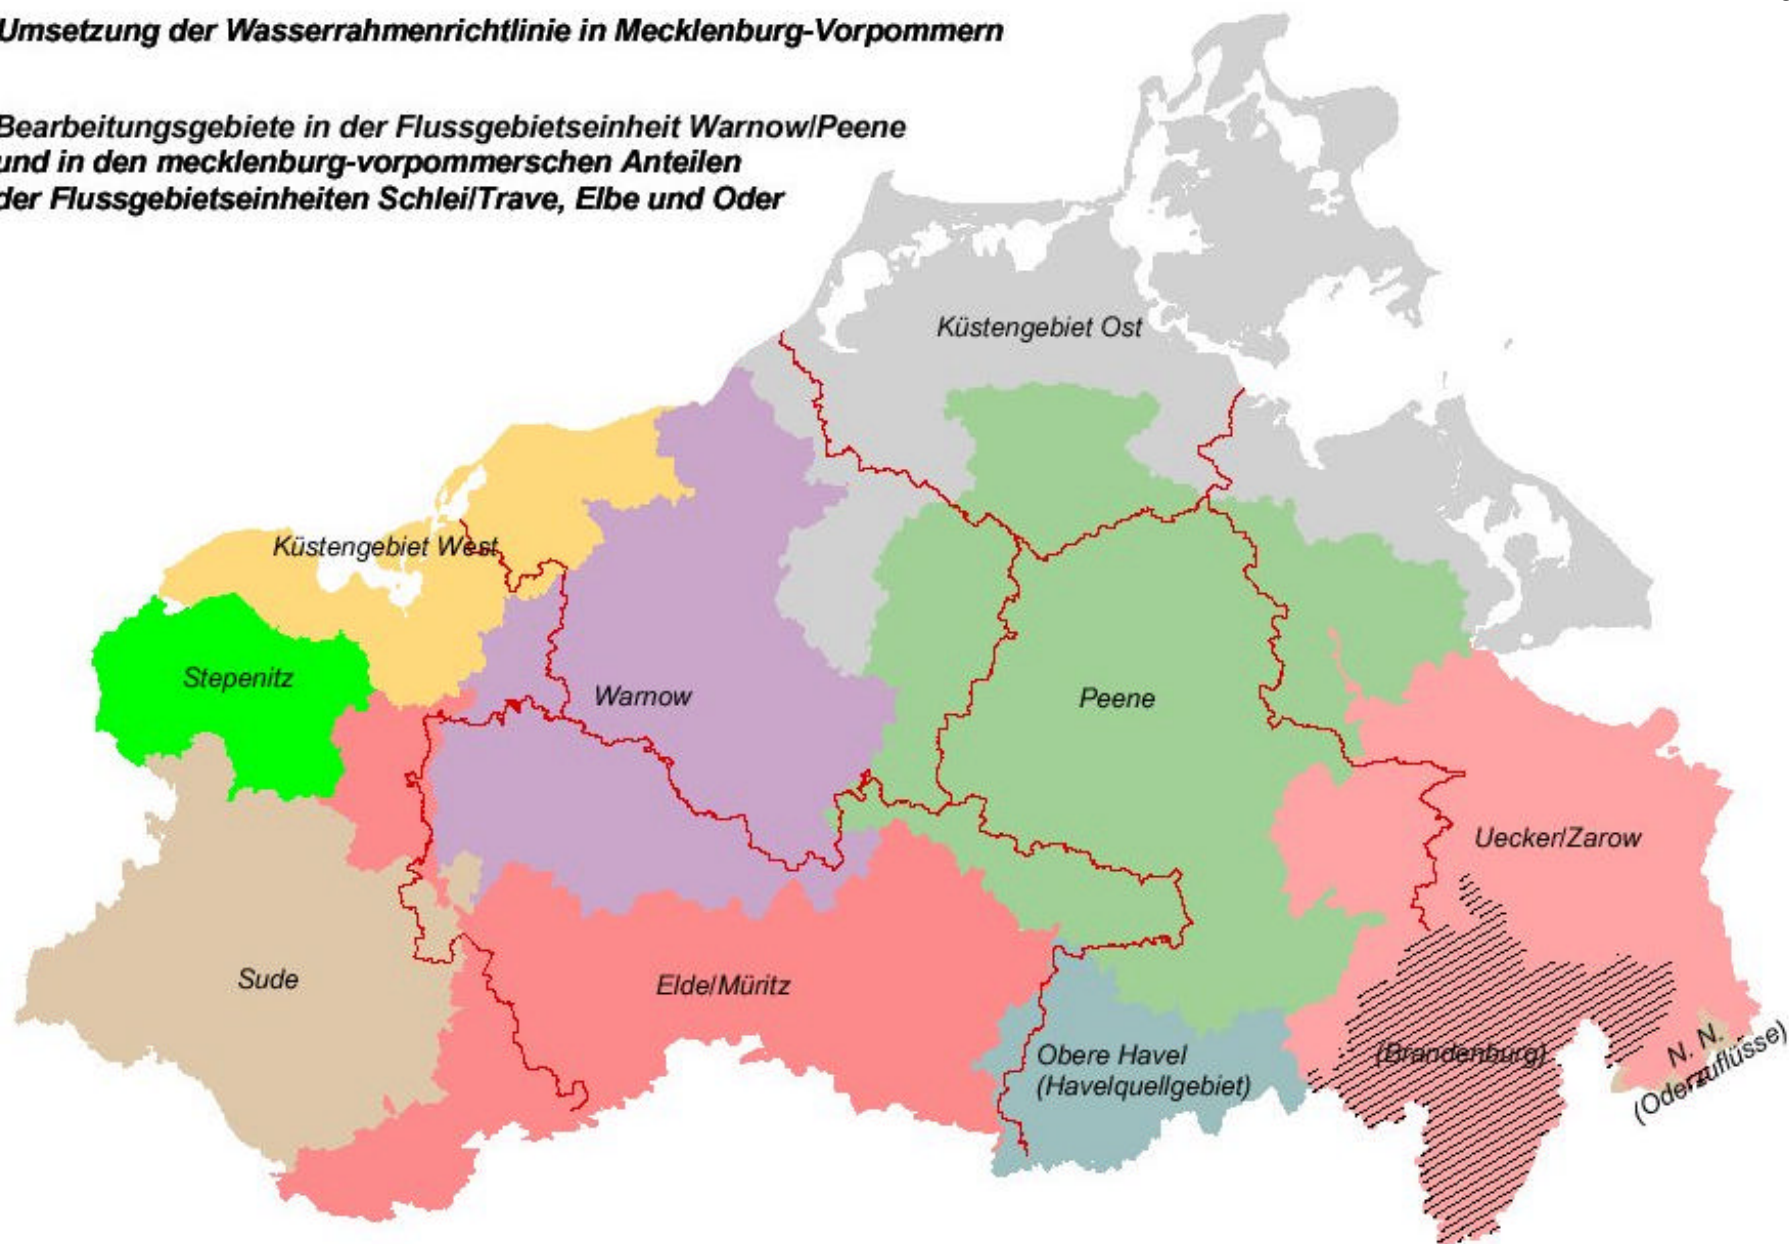 Umsetzung der Wasserrahmenrichtlinie in Mecklenburg-Vorpommern
Bearbeitungsgebiete in der Flussgebietseinheit Warnow/Peene
und in den mecklenburg-vorpommerschen Anteilen
der Flussgebietseinheiten Schlei/Trave, Elbe und Oder
Küstengebiet Ost
Küstengebiet West
Stepenitz
Warnow
Peene
Uecker/Zarow
Sude
Elde/Müritz
Obere Havel
(Havelquellgebiet)
(Brandenburg)
N. N.
(Oderzuflüsse)